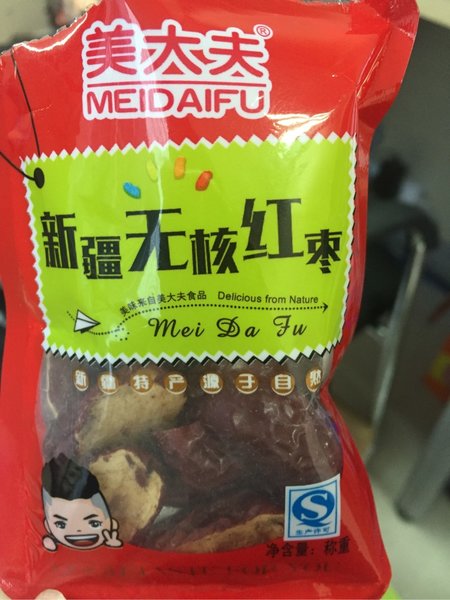 美大夫®
MEIDAIFU
新疆无核红枣
美味来自美大夫食品 Delicious from Nature
Mei Da Fu
新疆特产源于自然
生产许可
净含量：称重